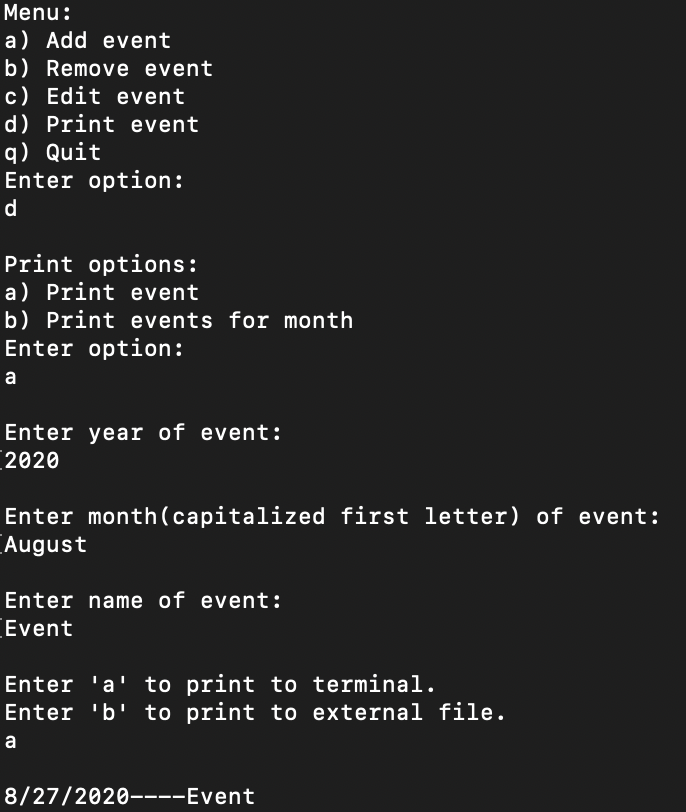 Menu:
a) Add event
b) Remove event
c) Edit event
d) Print event
q) Quit
Enter option:
d
Print options:
a) Print event
b) Print events for month
Enter option:
a
Enter year of event:
2020
Enter month(capitalized first letter) of event:
August
Enter name of event:
Event
Enter 'a' to print to terminal.
Enter 'b' to print to external file.
a
8/27/2020----Event